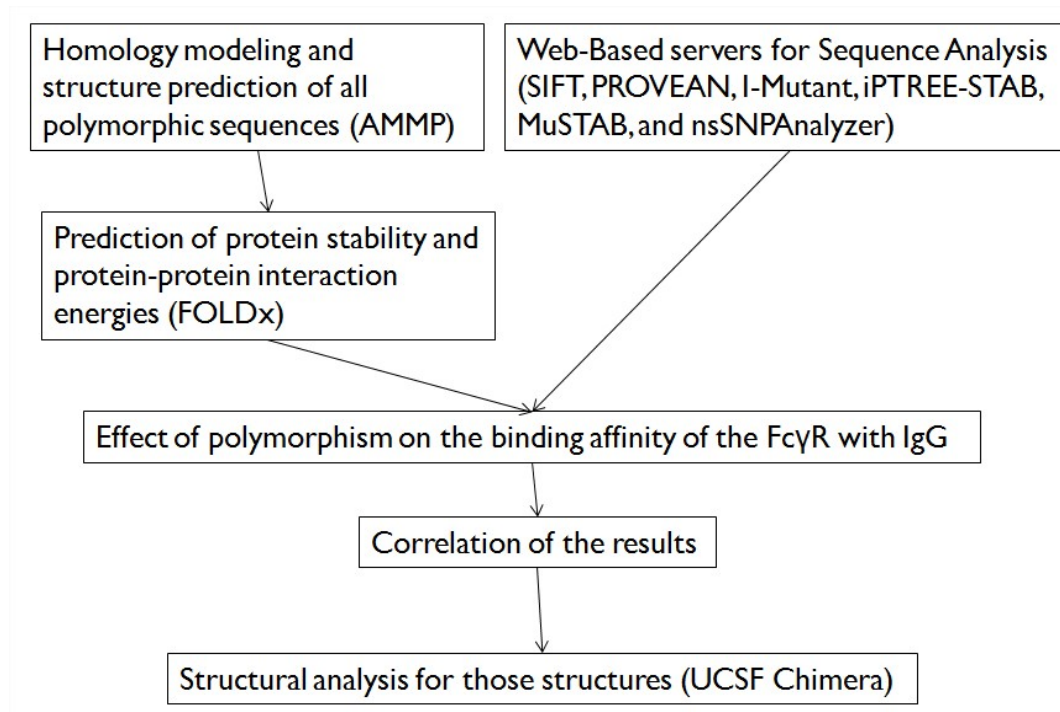 Homology modeling and
structure prediction of all
polymorphic sequences (AMMP)
Web-Based servers for Sequence Analysis
(SIFT, PROVEAN, I-Mutant, iPTREE-STAB,
MuSTAB, and nsSNPAnalyzer)
Prediction of protein stability and
protein-protein interaction
energies (FOLDx)
Effect of polymorphism on the binding affinity of the FcγR with IgG
Correlation of the results
Structural analysis for those structures (UCSF Chimera)